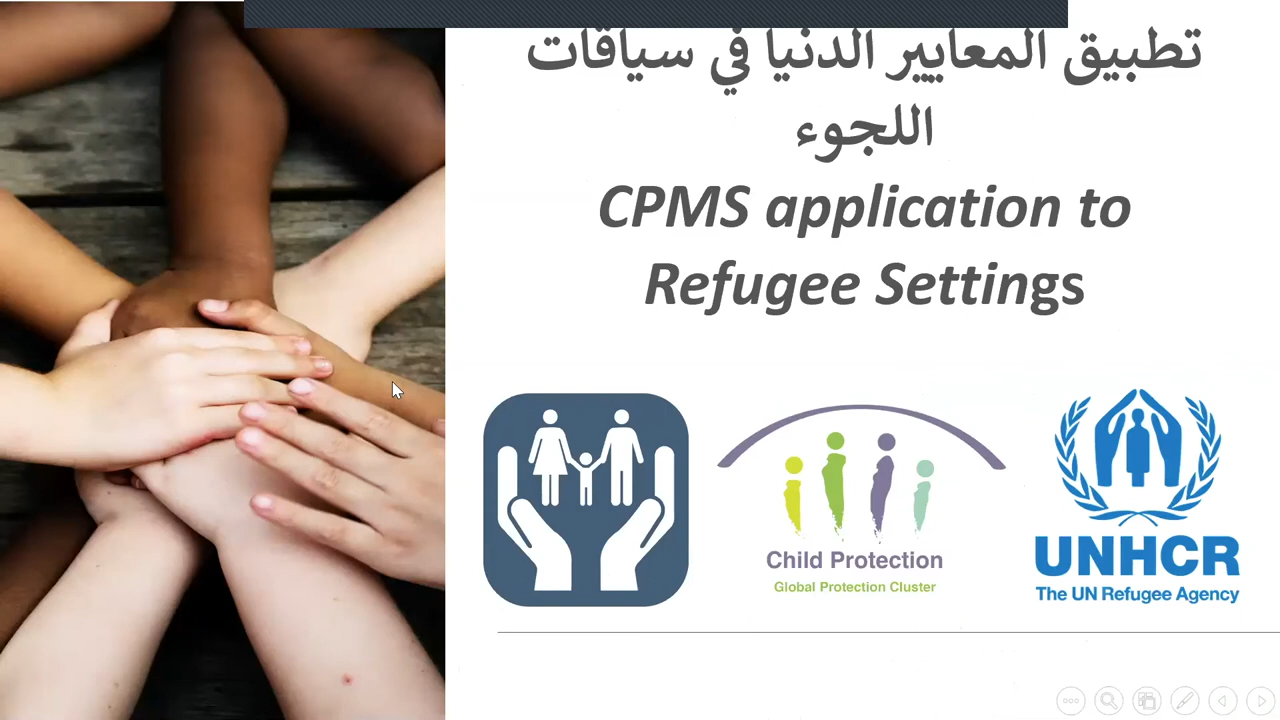 تطبيق المعايير الدنيا في سياقات
اللجوء
CPMS application to
Refugee Settings
Child Protection
Global Protection Cluster
UNHCR
The UN Refugee Agency